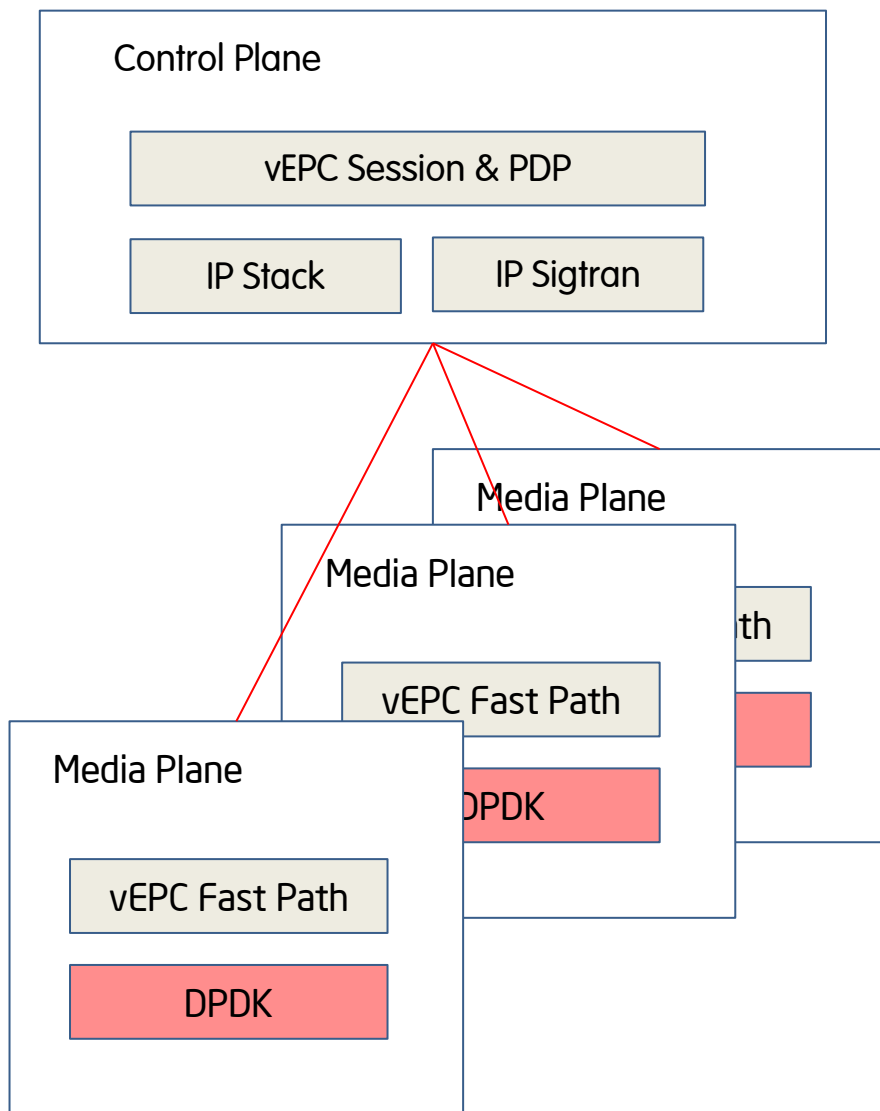 Control Plane
vEPC Session & PDP
IP Stack
IP Sigtran
Media Plane
Media Plane
vEPC Fast Path
DPDK
Media Plane
vEPC Fast Path
DPDK